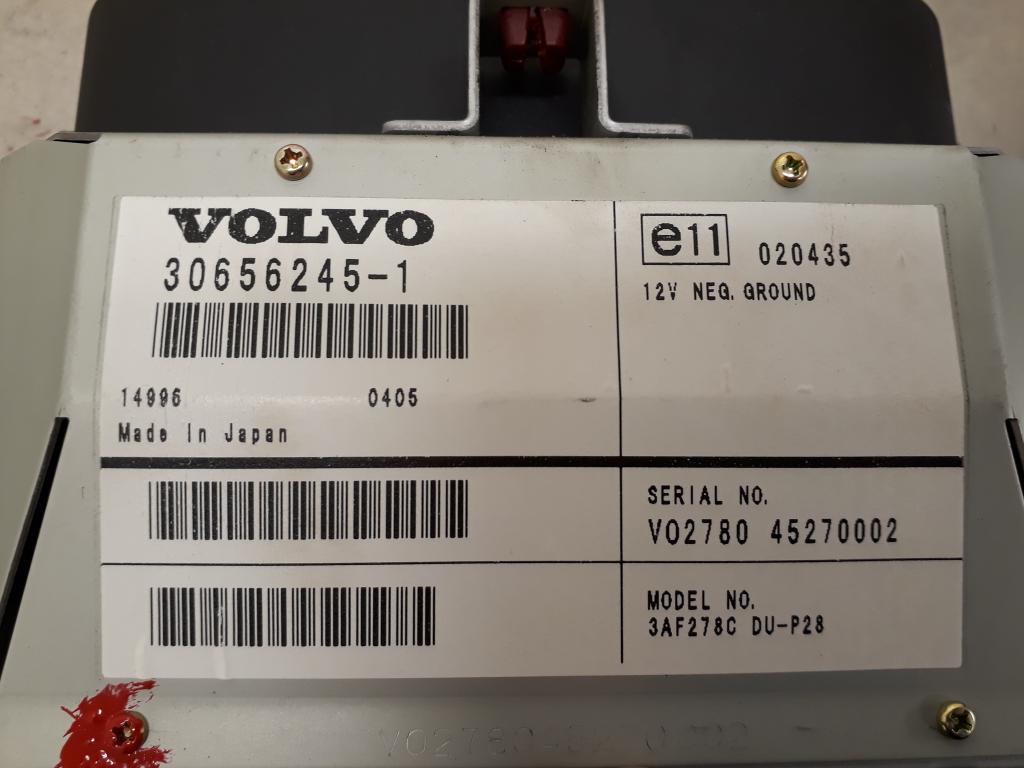 VOLVO
30656245-1
14996 0405
Made In Japan
e11 020435
12V NEG. GROUND
SERIAL NO.
VO2780 45270002
MODEL NO.
3AF278C DU-P28